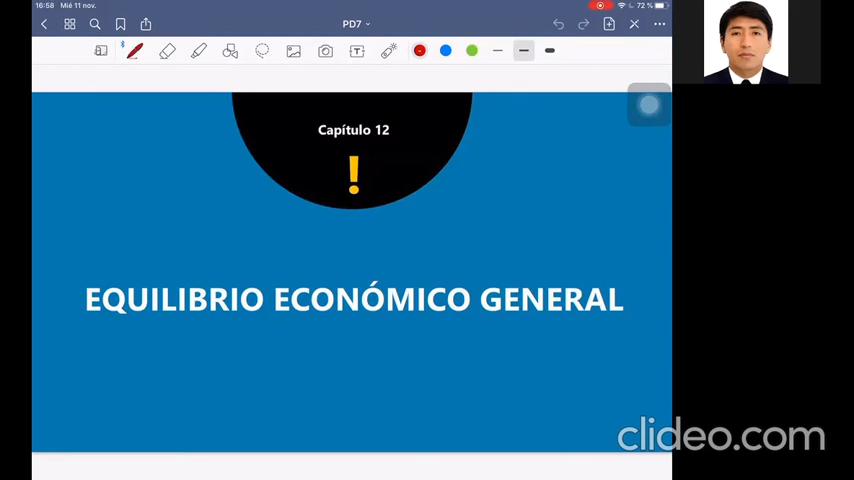 16:58 Mié 11 nov. 72 %
PD7
Capítulo 12
!
EQUILIBRIO ECONÓMICO GENERAL
clideo.com